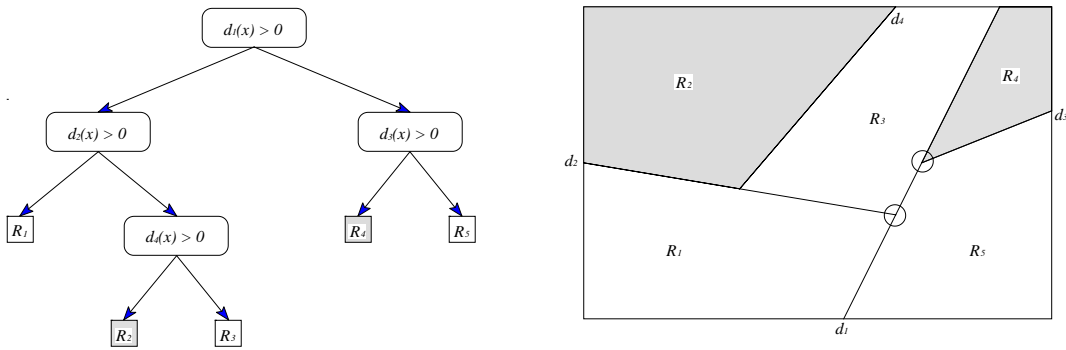 d₁(x) > 0
d₂(x) > 0
d₃(x) > 0
R₁
R₄
R₅
d₄(x) > 0
R₂
R₃
d₄
R₂
R₄
R₃
d₃
d₂
R₁
R₅
d₁